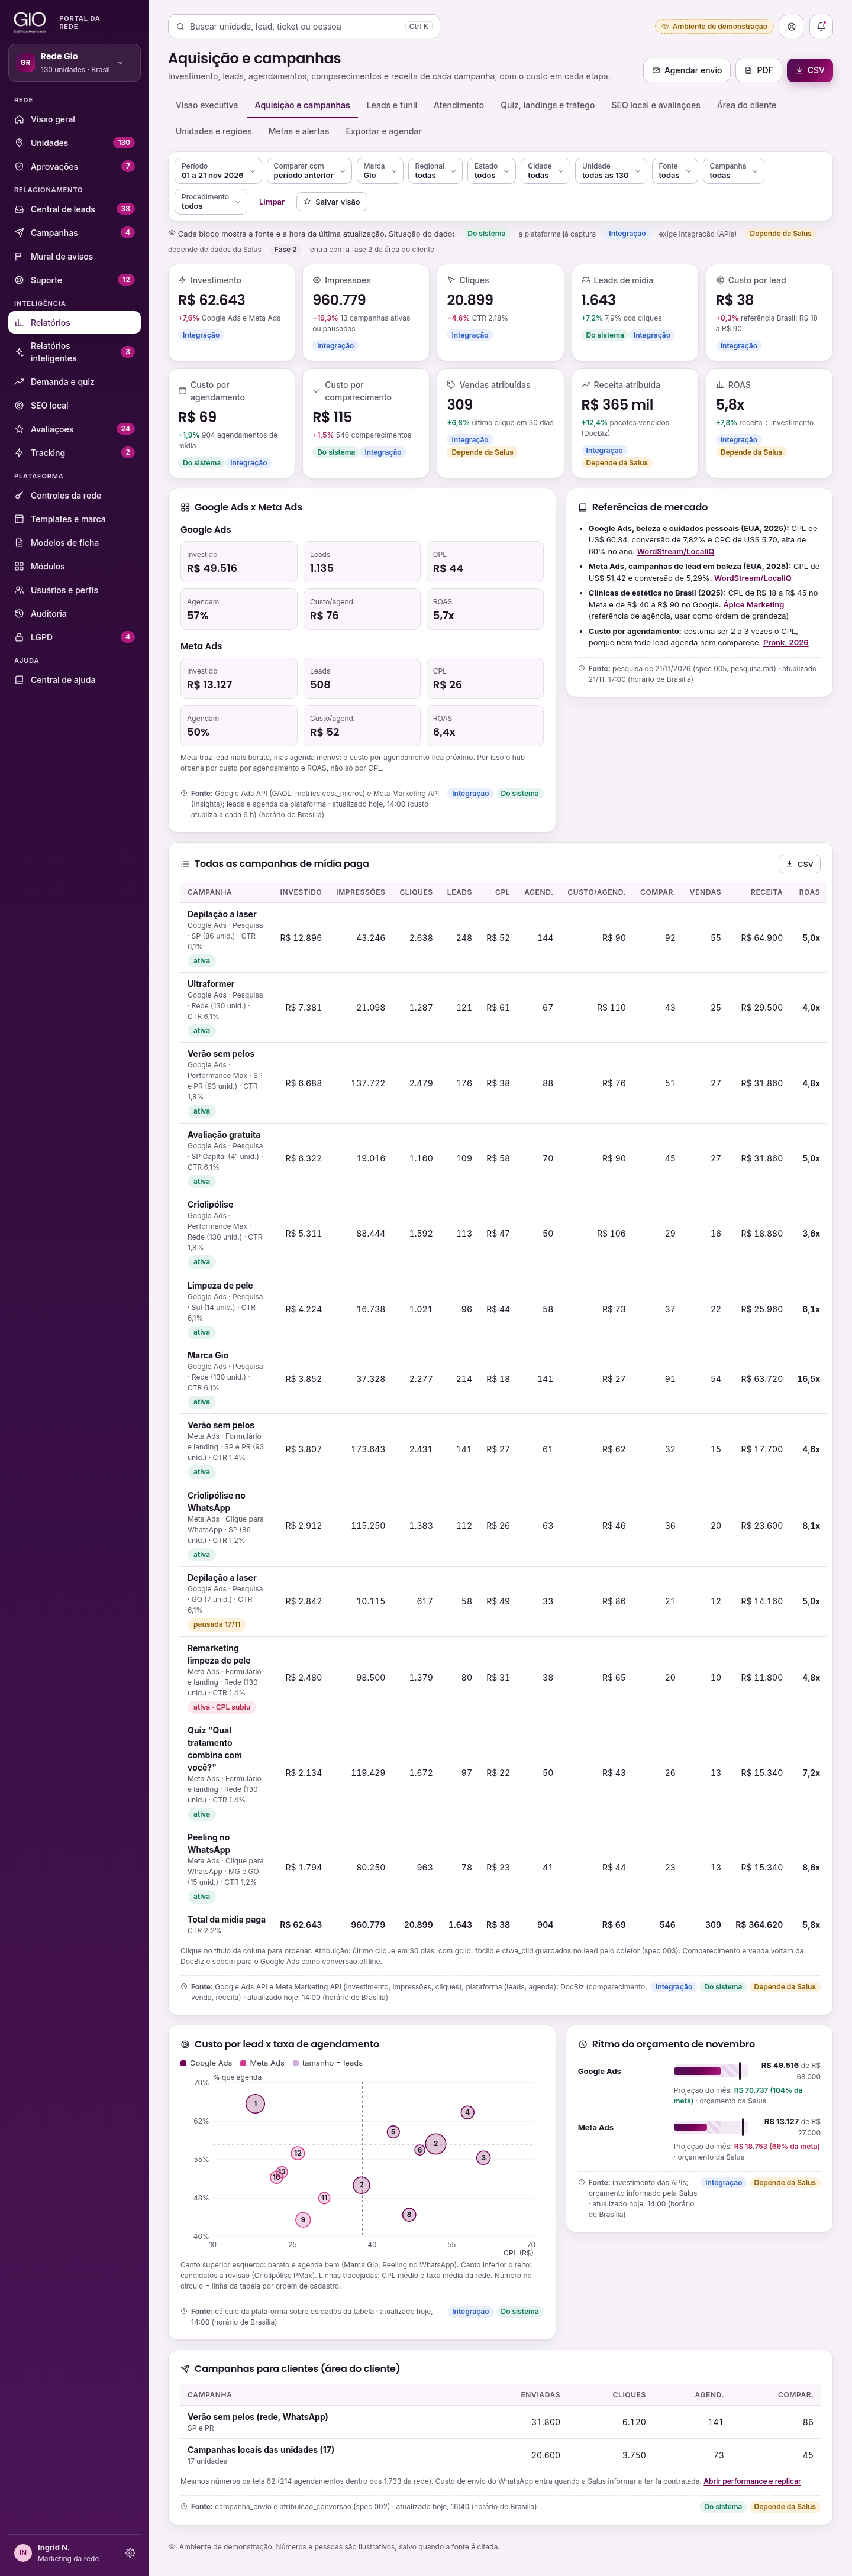 GIO
Estética Avançada
PORTAL DA
REDE
GR
Rede Gio
130 unidades · Brasil
REDE
Visão geral
Unidades 130
Aprovações 7
RELACIONAMENTO
Central de leads 38
Campanhas 4
Mural de avisos
Suporte 12
INTELIGÊNCIA
Relatórios
Relatórios
inteligentes 3
Demanda e quiz
SEO local
Avaliações 24
Tracking 2
PLATAFORMA
Controles da rede
Templates e marca
Modelos de ficha
Módulos
Usuários e perfis
Auditoria
LGPD 4
AJUDA
Central de ajuda
IN
Ingrid N.
Marketing da rede
Buscar unidade, lead, ticket ou pessoa Ctrl K
Ambiente de demonstração
Aquisição e campanhas
Investimento, leads, agendamentos, comparecimentos e receita de cada campanha, com o custo em cada etapa.
Agendar envio PDF CSV
Visão executiva Aquisição e campanhas Leads e funil Atendimento Quiz, landings e tráfego SEO local e avaliações Área do cliente
Unidades e regiões Metas e alertas Exportar e agendar
Período
01 a 21 nov 2026
Comparar com
período anterior
Marca
Gio
Regional
todas
Estado
todos
Cidade
todas
Unidade
todas as 130
Fonte
todas
Campanha
todas
Procedimento
todos
Limpar
Salvar visão
Cada bloco mostra a fonte e a hora da última atualização. Situação do dado: Do sistema a plataforma já captura Integração exige integração (APIs) Depende da Salus
depende de dados da Salus Fase 2 entra com a fase 2 da área do cliente
Investimento
R$ 62.643
+7,6% Google Ads e Meta Ads
Integração
Impressões
960.779
−19,3% 13 campanhas ativas
ou pausadas
Integração
Cliques
20.899
−4,6% CTR 2,18%
Integração
Leads de mídia
1.643
+7,2% 7,9% dos cliques
Do sistema Integração
Custo por lead
R$ 38
+0,3% referência Brasil: R$ 18
a R$ 90
Integração
Custo por
agendamento
R$ 69
−1,9% 904 agendamentos de
mídia
Do sistema Integração
Custo por
comparecimento
R$ 115
+1,5% 546 comparecimentos
Do sistema Integração
Vendas atribuídas
309
+6,8% último clique em 30 dias
Integração
Depende da Salus
Receita atribuída
R$ 365 mil
+12,4% pacotes vendidos
(DocBiz)
Integração
Depende da Salus
ROAS
5,8x
+7,8% receita ÷ investimento
Integração
Depende da Salus
Google Ads x Meta Ads
Google Ads
Investido
R$ 49.516
Leads
1.135
CPL
R$ 44
Agendam
57%
Custo/agend.
R$ 76
ROAS
5,7x
Meta Ads
Investido
R$ 13.127
Leads
508
CPL
R$ 26
Agendam
50%
Custo/agend.
R$ 52
ROAS
6,4x
Meta traz lead mais barato, mas agenda menos: o custo por agendamento fica próximo. Por isso o hub
ordena por custo por agendamento e ROAS, não só por CPL.
Fonte: Google Ads API (GAQL, metrics.cost_micros) e Meta Marketing API
(Insights); leads e agenda da plataforma · atualizado hoje, 14:00 (custo
atualiza a cada 6 h) (horário de Brasília)
Integração Do sistema
Referências de mercado
• Google Ads, beleza e cuidados pessoais (EUA, 2025): CPL de
US$ 60,34, conversão de 7,82% e CPC de US$ 5,70, alta de
60% no ano. WordStream/LocaliQ
• Meta Ads, campanhas de lead em beleza (EUA, 2025): CPL de
US$ 51,42 e conversão de 5,29%. WordStream/LocaliQ
• Clínicas de estética no Brasil (2025): CPL de R$ 18 a R$ 45 no
Meta e de R$ 40 a R$ 90 no Google. Ápice Marketing
(referência de agência, usar como ordem de grandeza)
• Custo por agendamento: costuma ser 2 a 3 vezes o CPL,
porque nem todo lead agenda nem comparece. Pronk, 2026
Fonte: pesquisa de 21/11/2026 (spec 005, pesquisa.md) · atualizado
21/11, 17:00 (horário de Brasília)
Todas as campanhas de mídia paga CSV
CAMPANHA INVESTIDO IMPRESSÕES CLIQUES LEADS CPL AGEND. CUSTO/AGEND. COMPAR. VENDAS RECEITA ROAS
Depilação a laser
Google Ads · Pesquisa
· SP (86 unid.) · CTR
6,1%
ativa
R$ 12.896 43.246 2.638 248 R$ 52 144 R$ 90 92 55 R$ 64.900 5,0x
Ultraformer
Google Ads · Pesquisa
· Rede (130 unid.) ·
CTR 6,1%
ativa
R$ 7.381 21.098 1.287 121 R$ 61 67 R$ 110 43 25 R$ 29.500 4,0x
Verão sem pelos
Google Ads ·
Performance Max · SP
e PR (93 unid.) · CTR
1,8%
ativa
R$ 6.688 137.722 2.479 176 R$ 38 88 R$ 76 51 27 R$ 31.860 4,8x
Avaliação gratuita
Google Ads · Pesquisa
· SP Capital (41 unid.) ·
CTR 6,1%
ativa
R$ 6.322 19.016 1.160 109 R$ 58 70 R$ 90 45 27 R$ 31.860 5,0x
Criolipólise
Google Ads ·
Performance Max ·
Rede (130 unid.) · CTR
1,8%
ativa
R$ 5.311 88.444 1.592 113 R$ 47 50 R$ 106 29 16 R$ 18.880 3,6x
Limpeza de pele
Google Ads · Pesquisa
· Sul (14 unid.) · CTR
6,1%
ativa
R$ 4.224 16.738 1.021 96 R$ 44 58 R$ 73 37 22 R$ 25.960 6,1x
Marca Gio
Google Ads · Pesquisa
· Rede (130 unid.) ·
CTR 6,1%
ativa
R$ 3.852 37.328 2.277 214 R$ 18 141 R$ 27 91 54 R$ 63.720 16,5x
Verão sem pelos
Meta Ads · Formulário
e landing · SP e PR (93
unid.) · CTR 1,4%
ativa
R$ 3.807 173.643 2.431 141 R$ 27 61 R$ 62 32 15 R$ 17.700 4,6x
Criolipólise no
WhatsApp
Meta Ads · Clique para
WhatsApp · SP (86
unid.) · CTR 1,2%
ativa
R$ 2.912 115.250 1.383 112 R$ 26 63 R$ 46 36 20 R$ 23.600 8,1x
Depilação a laser
Google Ads · Pesquisa
· GO (7 unid.) · CTR
6,1%
pausada 17/11
R$ 2.842 10.115 617 58 R$ 49 33 R$ 86 21 12 R$ 14.160 5,0x
Remarketing
limpeza de pele
Meta Ads · Formulário
e landing · Rede (130
unid.) · CTR 1,4%
ativa · CPL subiu
R$ 2.480 98.500 1.379 80 R$ 31 38 R$ 65 20 10 R$ 11.800 4,8x
Quiz "Qual
tratamento
combina com
você?"
Meta Ads · Formulário
e landing · Rede (130
unid.) · CTR 1,4%
ativa
R$ 2.134 119.429 1.672 97 R$ 22 50 R$ 43 26 13 R$ 15.340 7,2x
Peeling no
WhatsApp
Meta Ads · Clique para
WhatsApp · MG e GO
(15 unid.) · CTR 1,2%
ativa
R$ 1.794 80.250 963 78 R$ 23 41 R$ 44 23 13 R$ 15.340 8,6x
Total da mídia paga
CTR 2,2%
R$ 62.643 960.779 20.899 1.643 R$ 38 904 R$ 69 546 309 R$ 364.620 5,8x
Clique no título da coluna para ordenar. Atribuição: último clique em 30 dias, com gclid, fbclid e ctwa_clid guardados no lead pelo coletor (spec 003). Comparecimento e venda voltam da
DocBiz e sobem para o Google Ads como conversão offline.
Fonte: Google Ads API e Meta Marketing API (investimento, impressões, cliques); plataforma (leads, agenda); DocBiz (comparecimento,
venda, receita) · atualizado hoje, 14:00 (horário de Brasília)
Integração Do sistema Depende da Salus
Custo por lead x taxa de agendamento
Google Ads Meta Ads tamanho = leads
% que agenda
70%
62%
55%
48%
40%
1
4
5
2
6
3
12
13
10
7
11
9
8
10 25 40 55 70
CPL (R$)
Canto superior esquerdo: barato e agenda bem (Marca Gio, Peeling no WhatsApp). Canto inferior direito:
candidatos a revisão (Criolipólise PMax). Linhas tracejadas: CPL médio e taxa média da rede. Número no
círculo = linha da tabela por ordem de cadastro.
Fonte: cálculo da plataforma sobre os dados da tabela · atualizado hoje,
14:00 (horário de Brasília)
Integração Do sistema
Ritmo do orçamento de novembro
Google Ads
R$ 49.516 de R$
68.000
Projeção do mês: R$ 70.737 (104% da
meta) · orçamento da Salus
Meta Ads
R$ 13.127 de R$
27.000
Projeção do mês: R$ 18.753 (69% da meta)
· orçamento da Salus
Fonte: investimento das APIs;
orçamento informado pela Salus
· atualizado hoje, 14:00 (horário
de Brasília)
Integração Depende da Salus
Campanhas para clientes (área do cliente)
CAMPANHA ENVIADAS CLIQUES AGEND. COMPAR.
Verão sem pelos (rede, WhatsApp)
SP e PR
31.800 6.120 141 86
Campanhas locais das unidades (17)
17 unidades
20.600 3.750 73 45
Mesmos números da tela 62 (214 agendamentos dentro dos 1.733 da rede). Custo de envio do WhatsApp entra quando a Salus informar a tarifa contratada. Abrir performance e replicar
Fonte: campanha_envio e atribuicao_conversao (spec 002) · atualizado hoje, 16:40 (horário de Brasília)
Do sistema Depende da Salus
Ambiente de demonstração. Números e pessoas são ilustrativos, salvo quando a fonte é citada.